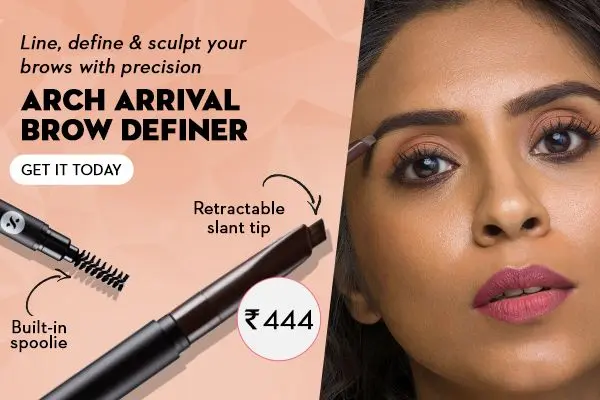 Line, define & sculpt your
brows with precision
ARCH ARRIVAL
BROW DEFINER
GET IT TODAY
Retractable
slant tip
₹ 444
Built-in
spoolie